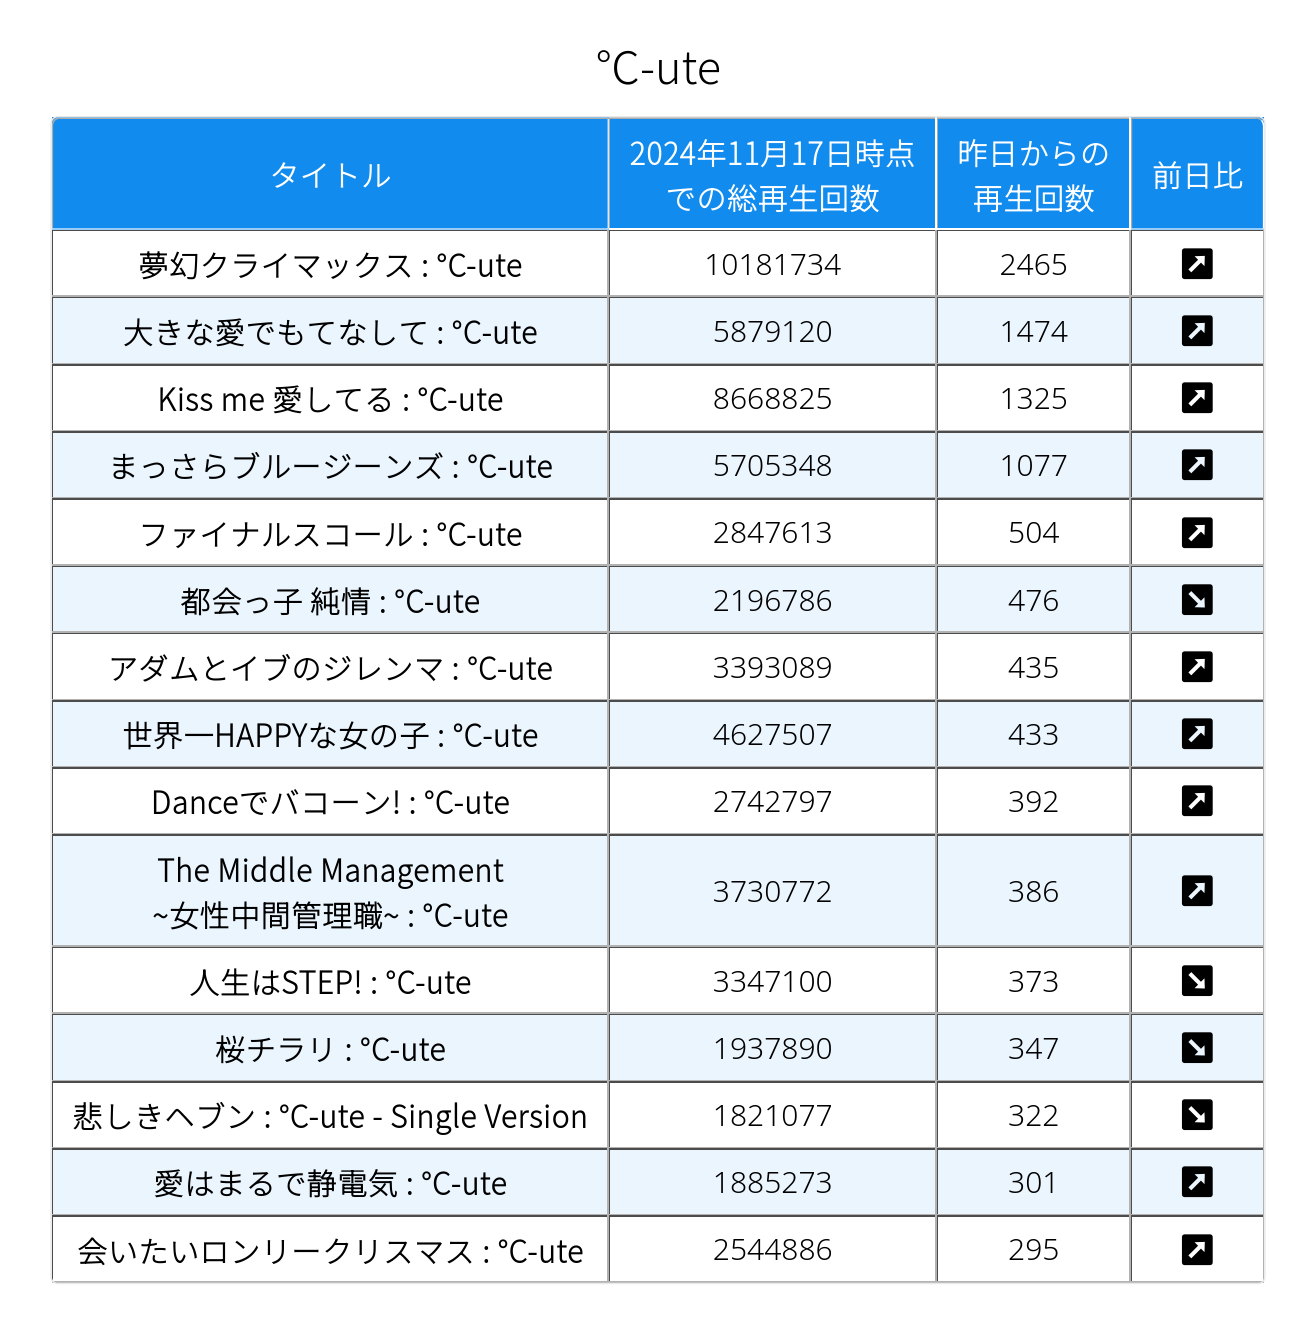 ℃-ute
タイトル
2024年11月17日時点
での総再生回数
昨日からの
再生回数
前日比
夢幻クライマックス : ℃-ute
10181734
2465
大きな愛でもてなして : ℃-ute
5879120
1474
Kiss me 愛してる : ℃-ute
8668825
1325
まっさらブルージーンズ : ℃-ute
5705348
1077
ファイナルスコール : ℃-ute
2847613
504
都会っ子 純情 : ℃-ute
2196786
476
アダムとイブのジレンマ : ℃-ute
3393089
435
世界一HAPPYな女の子 : ℃-ute
4627507
433
Danceでバコーン! : ℃-ute
2742797
392
The Middle Management
~女性中間管理職~ : ℃-ute
3730772
386
人生はSTEP! : ℃-ute
3347100
373
桜チラリ : ℃-ute
1937890
347
悲しきヘブン : ℃-ute - Single Version
1821077
322
愛はまるで静電気 : ℃-ute
1885273
301
会いたいロンリークリスマス : ℃-ute
2544886
295